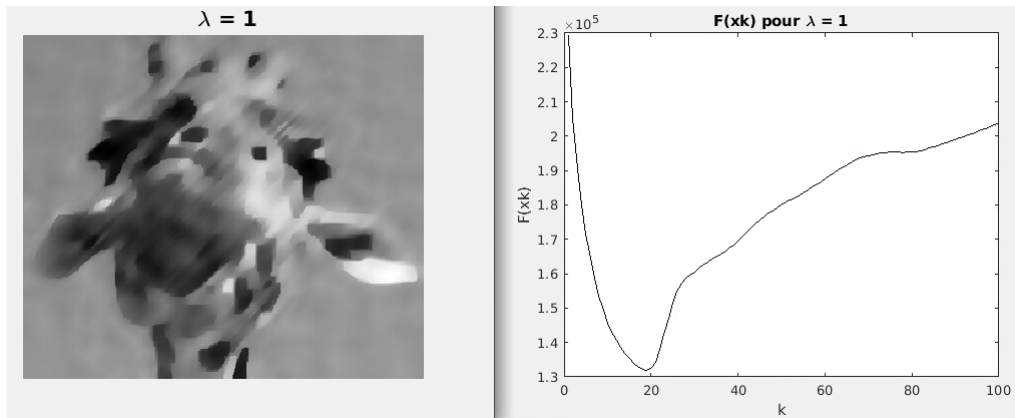 λ = 1
F(xk) pour λ = 1
×10⁵
2.3
2.2
2.1
2
1.9
1.8
1.7
1.6
1.5
1.4
1.3
F(xk)
0 20 40 60 80 100
k